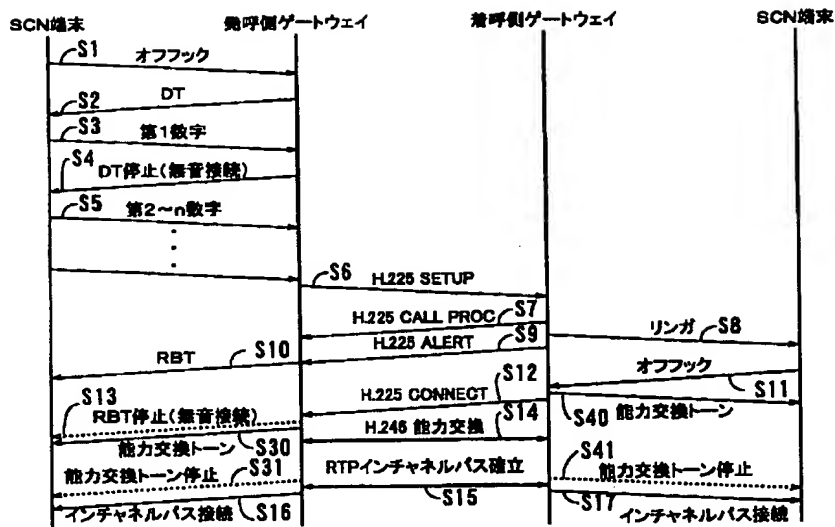 SCN端末
発呼側ゲートウェイ
着呼側ゲートウェイ
SCN端末
S1
オフフック
S2
DT
S3
第1数字
S4
DT停止(無音接続)
S5
第2~n数字
S6
H.225 SETUP
H.225 CALL PROC
S7
リンガ
S8
H.225 ALERT
S9
RBT
S10
オフフック
S11
H.225 CONNECT
S12
S13
RBT停止(無音接続)
S40
能力交換トーン
H.245 能力交換
S14
能力交換トーン
S30
能力交換トーン停止
S31
S41
能力交換トーン停止
RTPインチャネルパス確立
S15
インチャネルパス接続
S16
S17
インチャネルパス接続